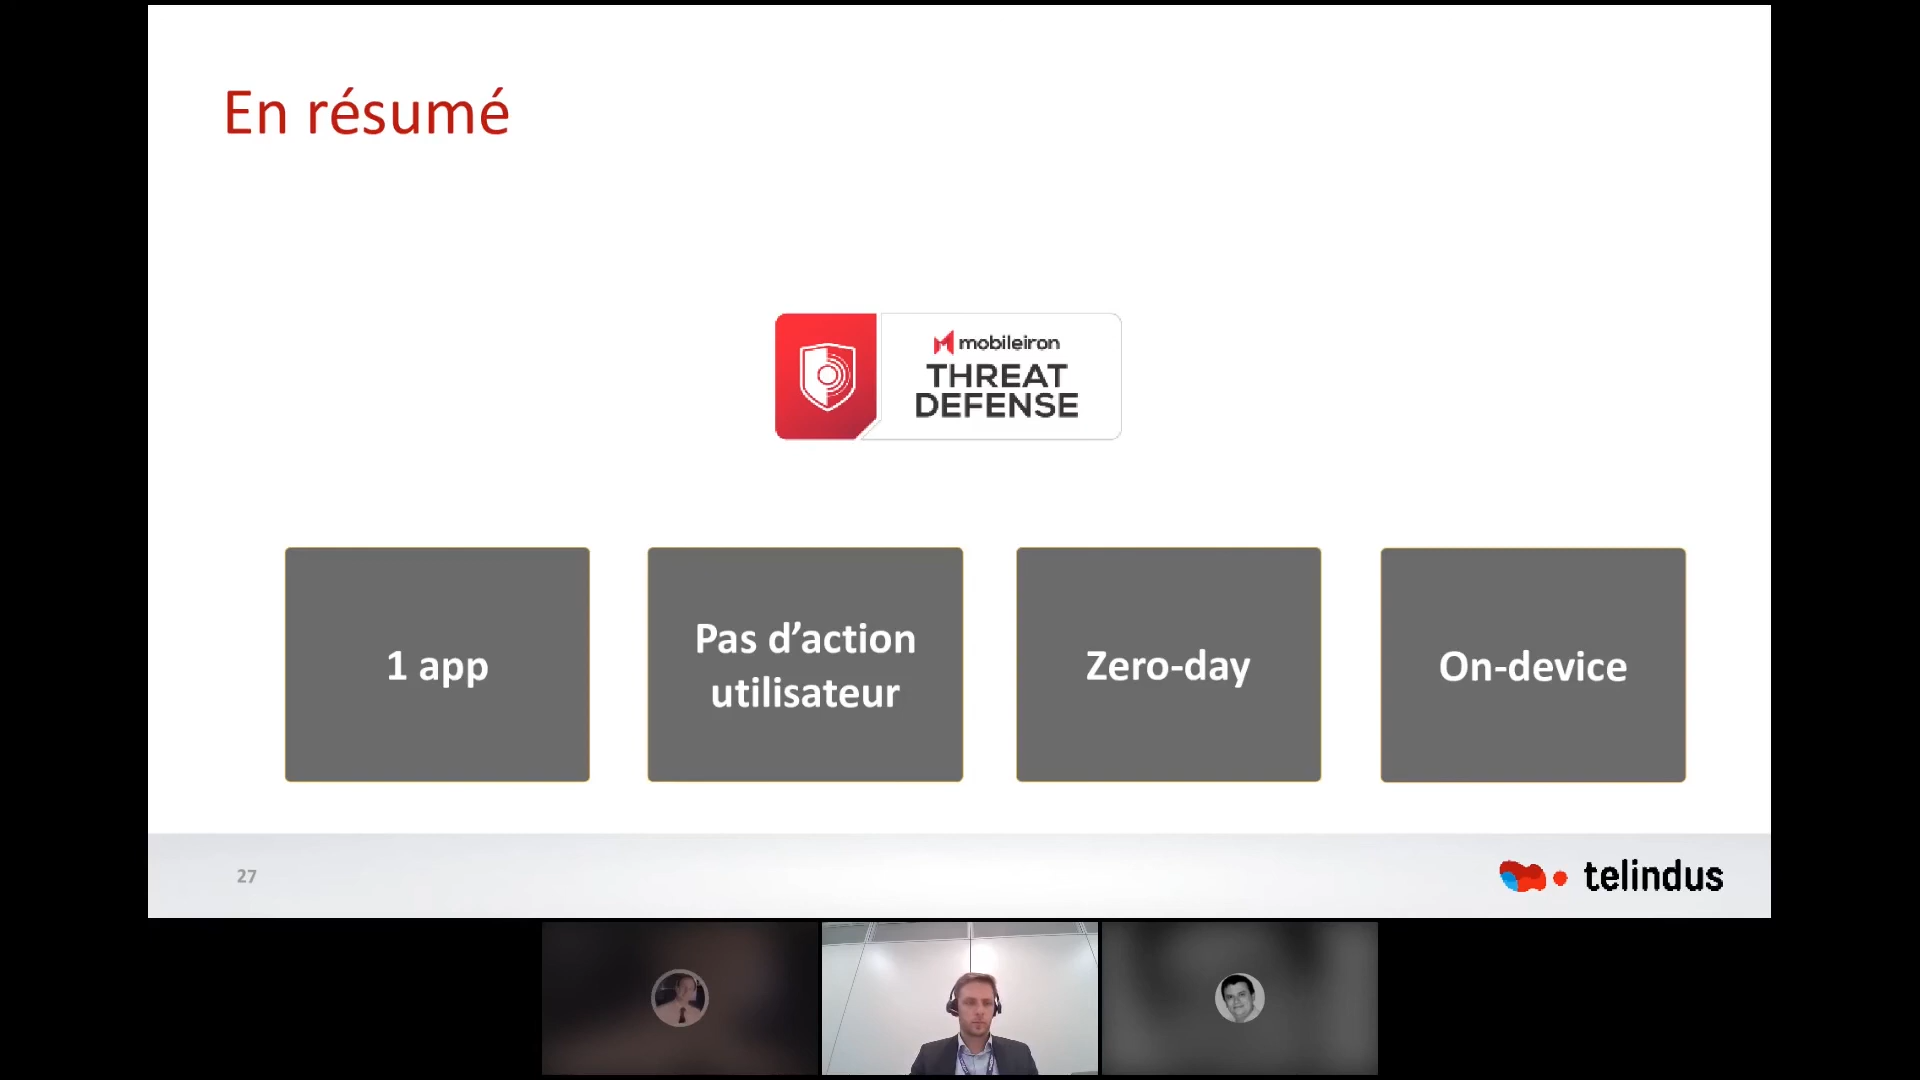 En résumé
mobileiron
THREAT
DEFENSE
1 app
Pas d’action
utilisateur
Zero-day
On-device
27
telindus